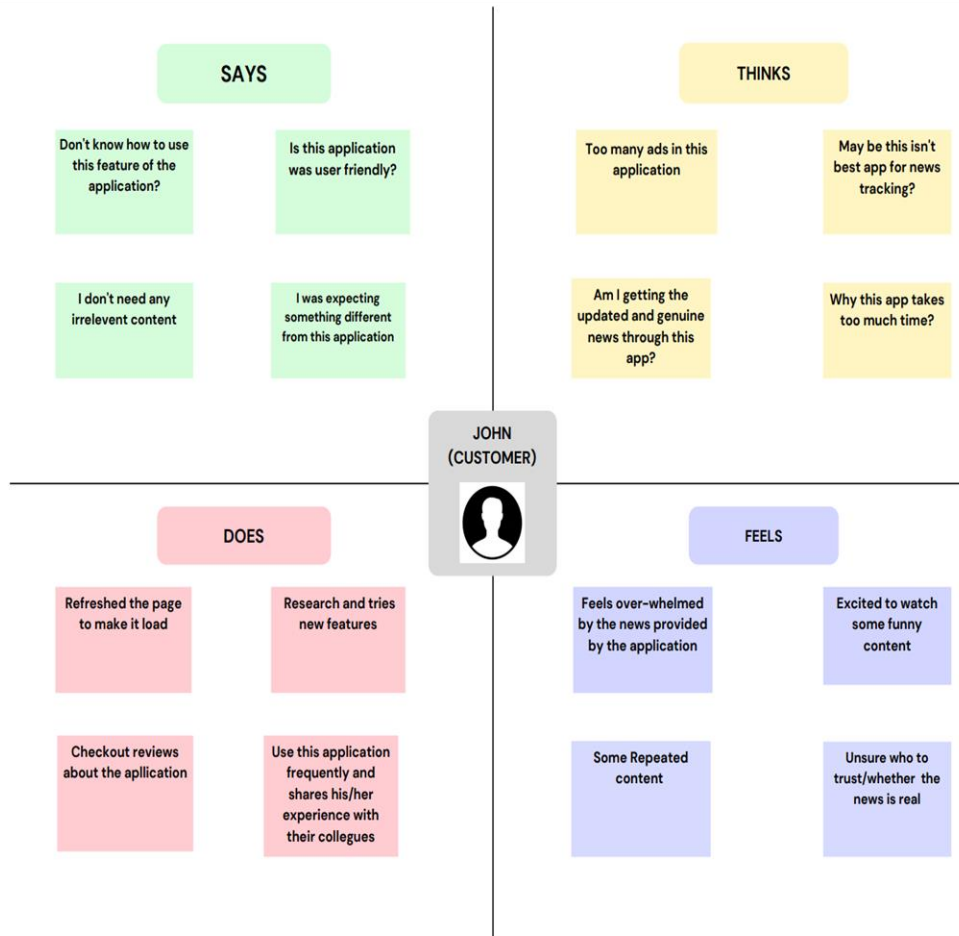 SAYS
Don't know how to use
this feature of the
application?
Is this application
was user friendly?
I don't need any
irrelevent content
I was expecting
something different
from this application
THINKS
Too many ads in this
application
May be this isn't
best app for news
tracking?
Am I getting the
updated and genuine
news through this
app?
Why this app takes
too much time?
JOHN
(CUSTOMER)
DOES
Refreshed the page
to make it load
Research and tries
new features
Checkout reviews
about the apllication
Use this application
frequently and
shares his/her
experience with
their collegues
FEELS
Feels over-whelmed
by the news provided
by the application
Excited to watch
some funny
content
Some Repeated
content
Unsure who to
trust/whether the
news is real